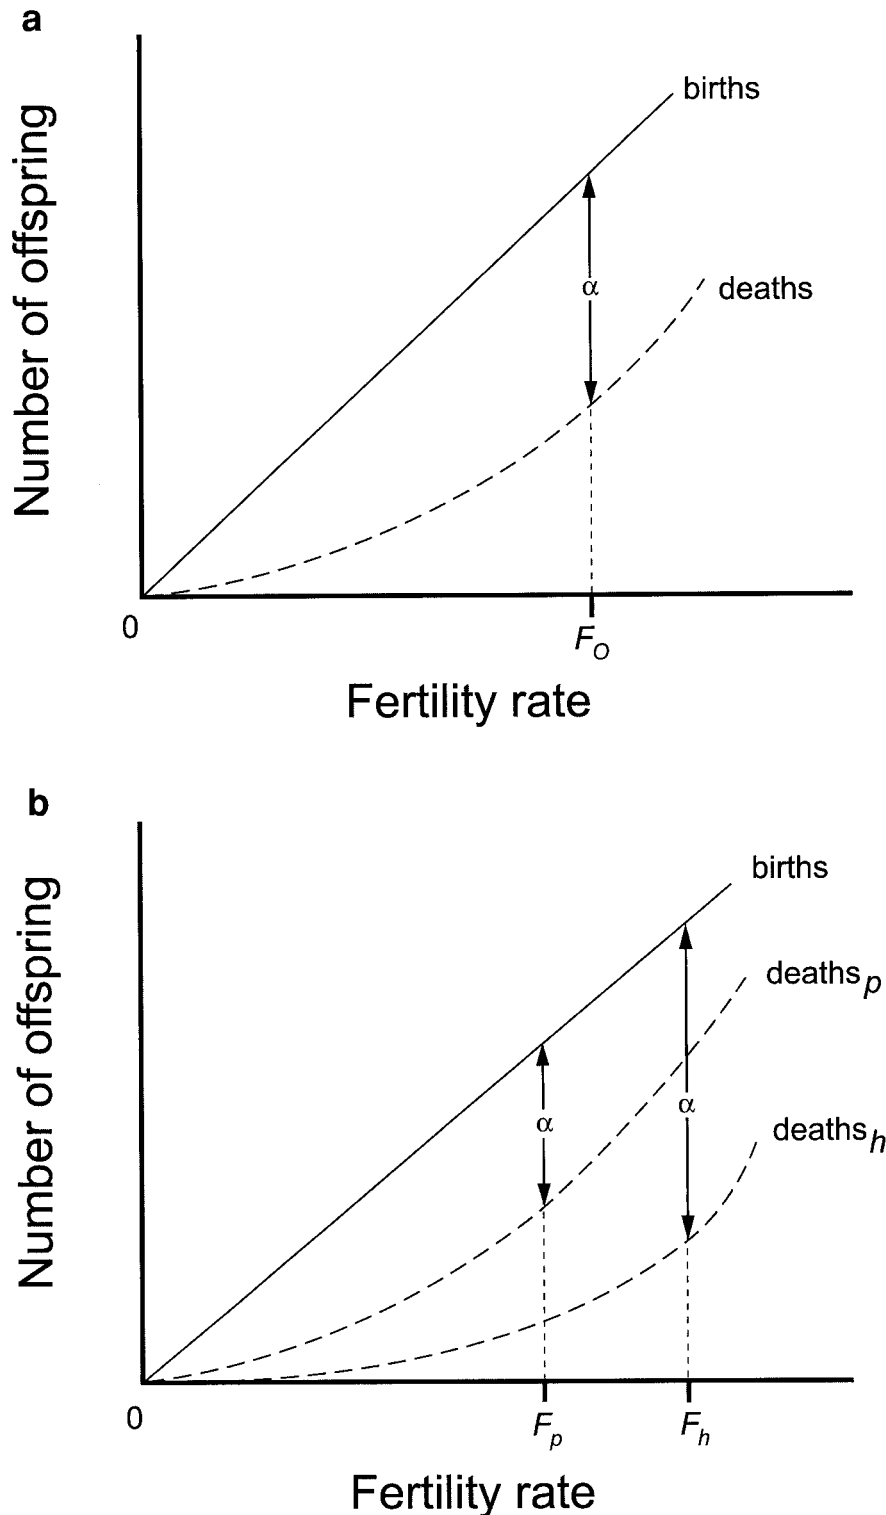 a
births
Number of offspring
α
deaths
0
F_O
Fertility rate
b
births
deaths_p
Number of offspring
α
α
deaths_h
0
F_p
F_h
Fertility rate